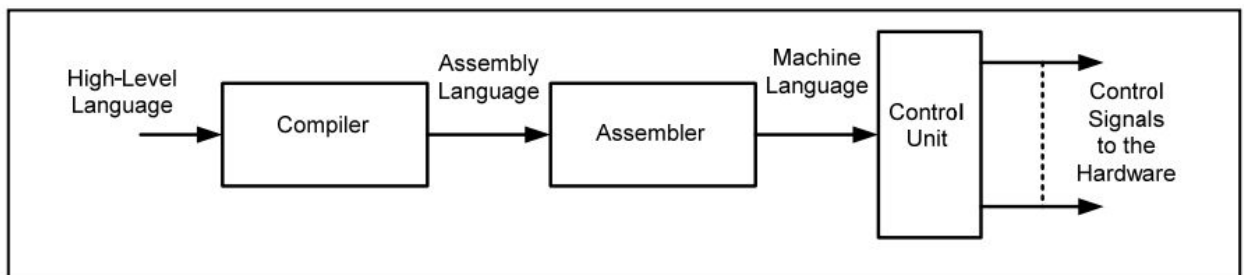 High-Level
Language
Compiler
Assembly
Language
Assembler
Machine
Language
Control
Unit
Control
Signals
to the
Hardware